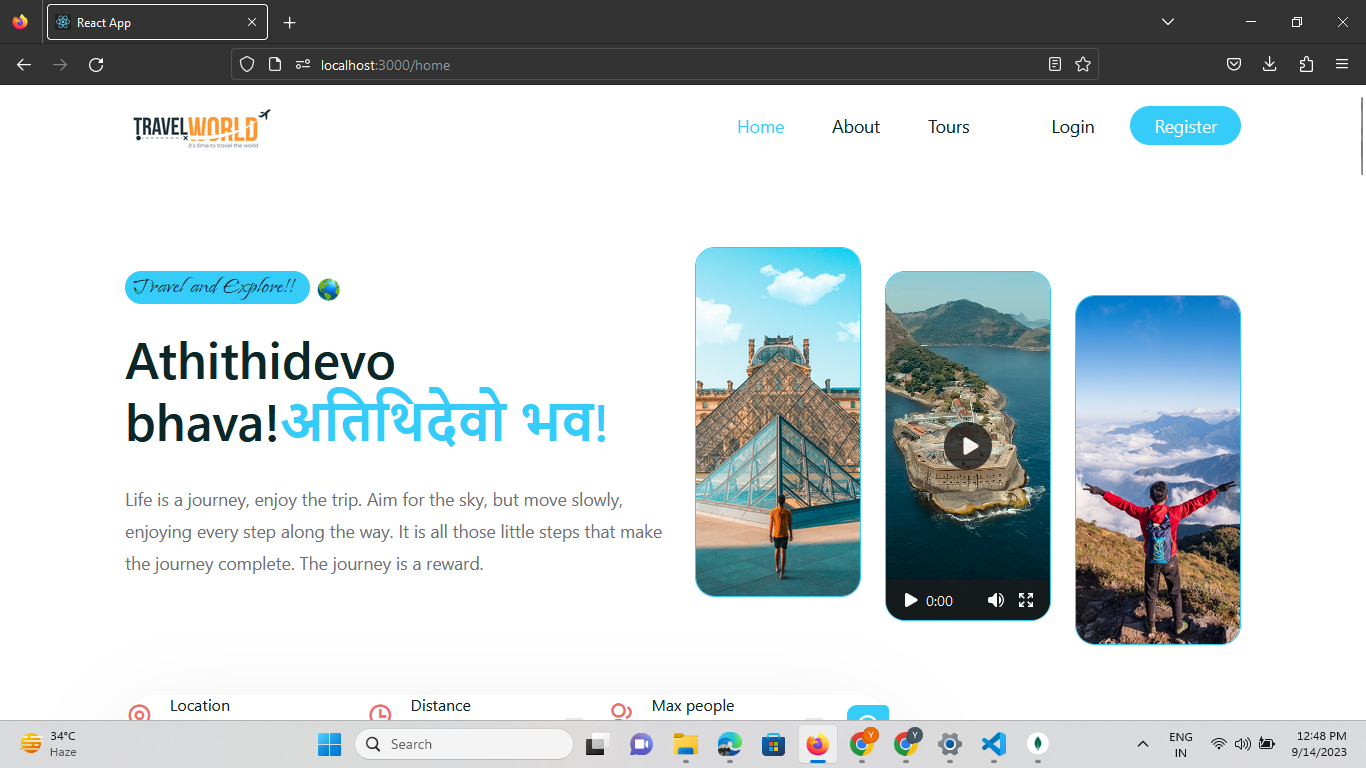 React App
localhost:3000/home
TRAVELWORLD
it's time to travel the world
Home
About
Tours
Login
Register
Travel and Explore!!
Athithidevo
bhava!अतिथिदेवो भव!
Life is a journey, enjoy the trip. Aim for the sky, but move slowly,
enjoying every step along the way. It is all those little steps that make
the journey complete. The journey is a reward.
0:00
Location
Distance
Max people
34°C
Haze
Search
Y
Y
ENG
IN
12:48 PM
9/14/2023